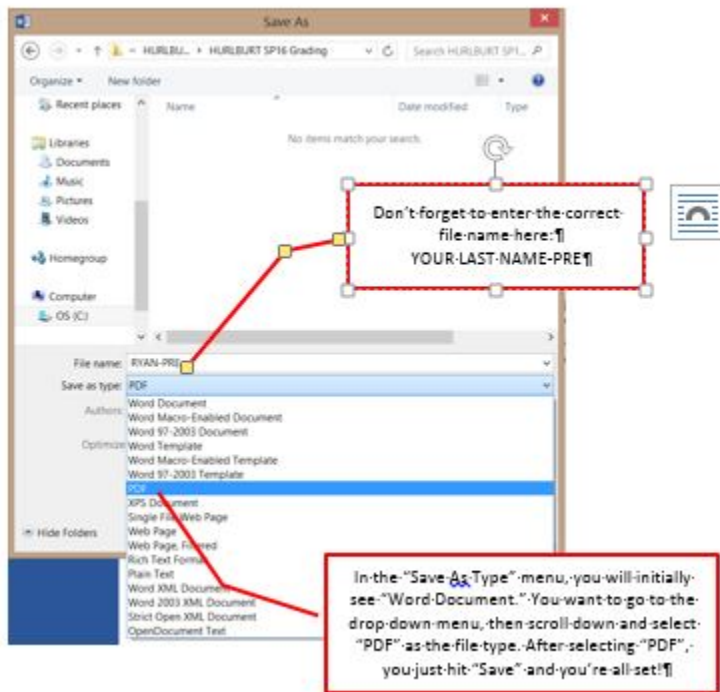 Save As
HURLBU... HURLBURT SP16 Grading
Search HURLBURT SP1...
Organize New folder
Recent places
Name Date modified Type
No items match your search.
Libraries
Documents
Music
Pictures
Videos
Homegroup
Computer
OS (C:)
Don't·forget·to·enter·the·correct·
file·name·here:¶
YOUR·LAST·NAME-PRE¶
File name: RYAN-PRE
Save as type: PDF
Authors:
Word Document
Word Macro-Enabled Document
Word 97-2003 Document
Optimize
Word Template
Word Macro-Enabled Template
Word 97-2003 Template
PDF
XPS Document
Single File Web Page
Hide Folders
Web Page
Web Page, Filtered
Rich Text Format
Plain Text
Word XML Document
Word 2003 XML Document
Strict Open XML Document
OpenDocument Text
In·the·"Save·As·Type"·menu,·you·will·initially·
see·"Word·Document."·You·want·to·go·to·the·
drop·down·menu,·then·scroll·down·and·select·
"PDF"·as·the·file·type.·After·selecting·"PDF",·
you·just·hit·"Save"·and·you're·all·set!¶